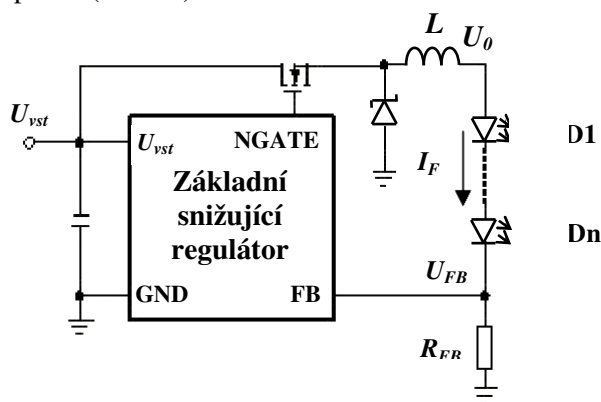 L U0
Uvst
Uvst NGATE
D1
IF
Základní
snižující
regulátor
Dn
UFB
GND FB
RFB